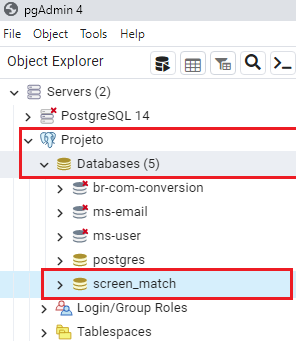 pgAdmin 4
File Object Tools Help
Object Explorer
Servers (2)
PostgreSQL 14
Projeto
Databases (5)
br-com-conversion
ms-email
ms-user
postgres
screen_match
Login/Group Roles
Tablespaces